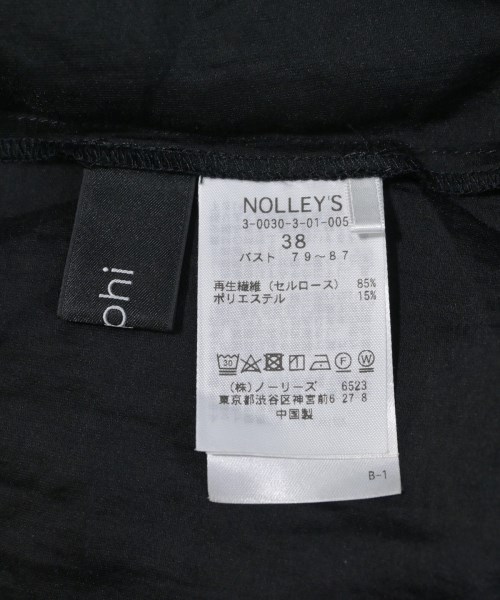 phi
NOLLEY'S
3-0030-3-01-005
38
バスト 79~87
再生繊維 (セルロース) 85%
ポリエステル 15%
30
F W
(株) ノーリーズ 6523
東京都渋谷区神宮前6 27 8
中国製
B-1